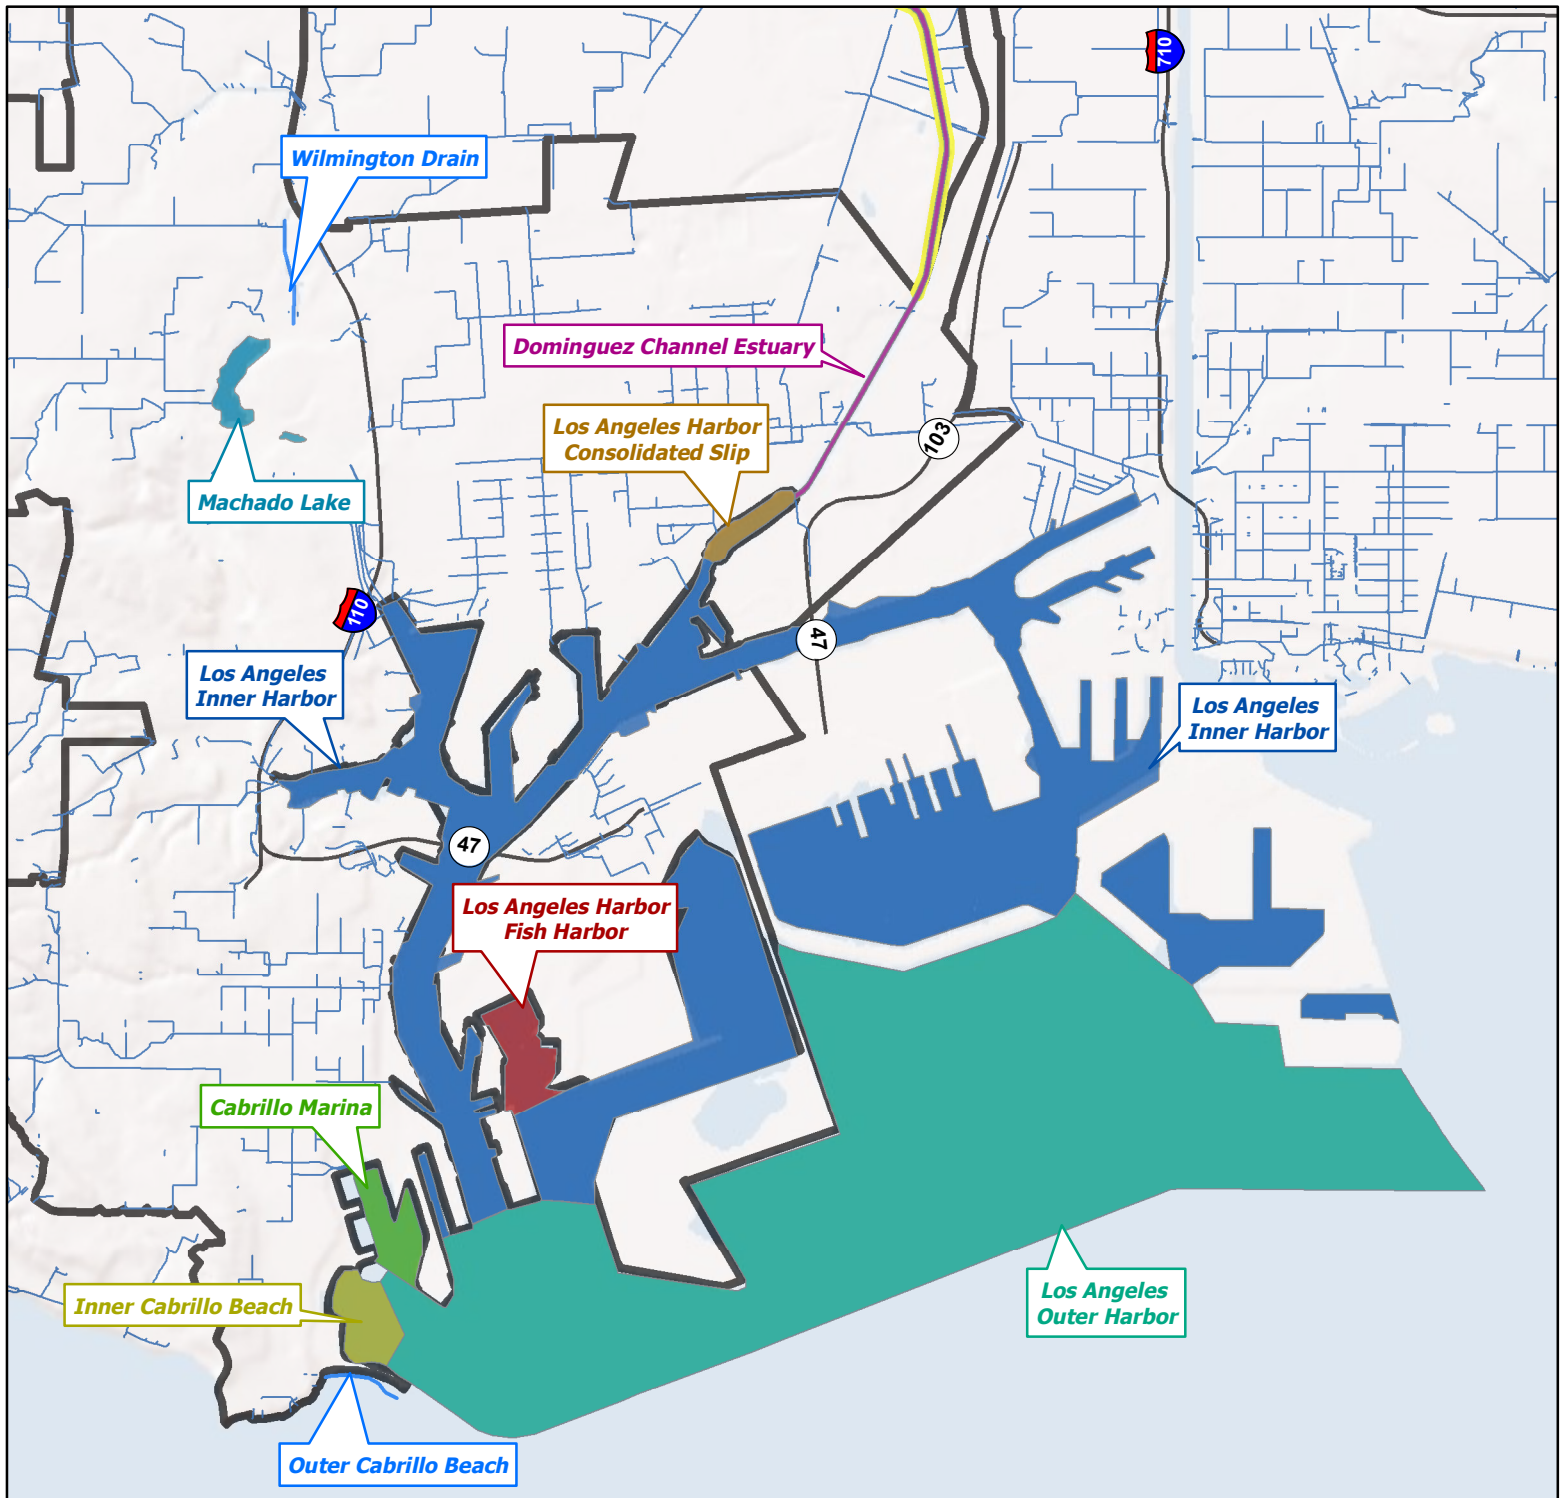 710
Wilmington Drain
Dominguez Channel Estuary
Los Angeles Harbor
Consolidated Slip
103
Machado Lake
110
47
Los Angeles
Inner Harbor
Los Angeles
Inner Harbor
47
Los Angeles Harbor
Fish Harbor
Cabrillo Marina
Inner Cabrillo Beach
Los Angeles
Outer Harbor
Outer Cabrillo Beach